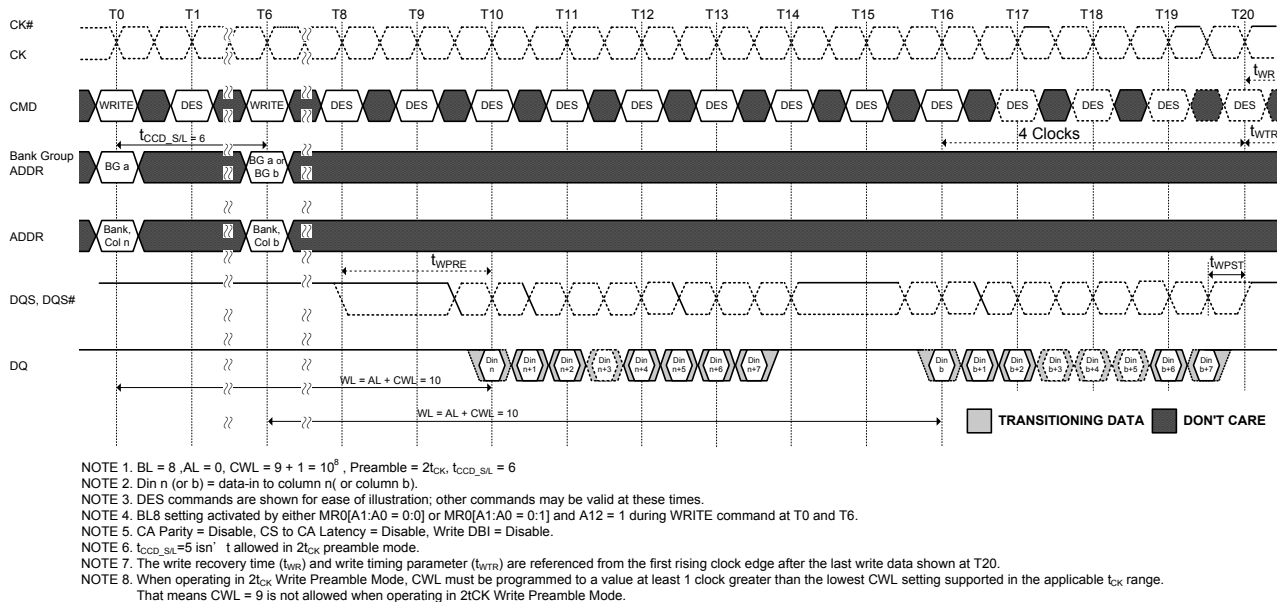 T0 T1 T6 T8 T9 T10 T11 T12 T13 T14 T15 T16 T17 T18 T19 T20
CK#
CK
tWR
CMD WRITE DES WRITE DES DES DES DES DES DES DES DES DES DES DES DES DES
tCCD_S/L = 6
4 Clocks
tWTR
Bank Group
ADDR
BG a
BG a or
BG b
ADDR
Bank,
Col n
Bank,
Col b
tWPRE
tWPST
DQS, DQS#
DQ
Din n
Din n+1
Din n+2
Din n+3
Din n+4
Din n+5
Din n+6
Din n+7
Din b
Din b+1
Din b+2
Din b+3
Din b+4
Din b+5
Din b+6
Din b+7
WL = AL + CWL = 10
WL = AL + CWL = 10
TRANSITIONING DATA
DON'T CARE
NOTE 1. BL = 8 ,AL = 0, CWL = 9 + 1 = 10⁸ , Preamble = 2tCK, tCCD_S/L = 6
NOTE 2. Din n (or b) = data-in to column n( or column b).
NOTE 3. DES commands are shown for ease of illustration; other commands may be valid at these times.
NOTE 4. BL8 setting activated by either MR0[A1:A0 = 0:0] or MR0[A1:A0 = 0:1] and A12 = 1 during WRITE command at T0 and T6.
NOTE 5. CA Parity = Disable, CS to CA Latency = Disable, Write DBI = Disable.
NOTE 6. tCCD_S/L=5 isn' t allowed in 2tCK preamble mode.
NOTE 7. The write recovery time (tWR) and write timing parameter (tWTR) are referenced from the first rising clock edge after the last write data shown at T20.
NOTE 8. When operating in 2tCK Write Preamble Mode, CWL must be programmed to a value at least 1 clock greater than the lowest CWL setting supported in the applicable tCK range.
That means CWL = 9 is not allowed when operating in 2tCK Write Preamble Mode.